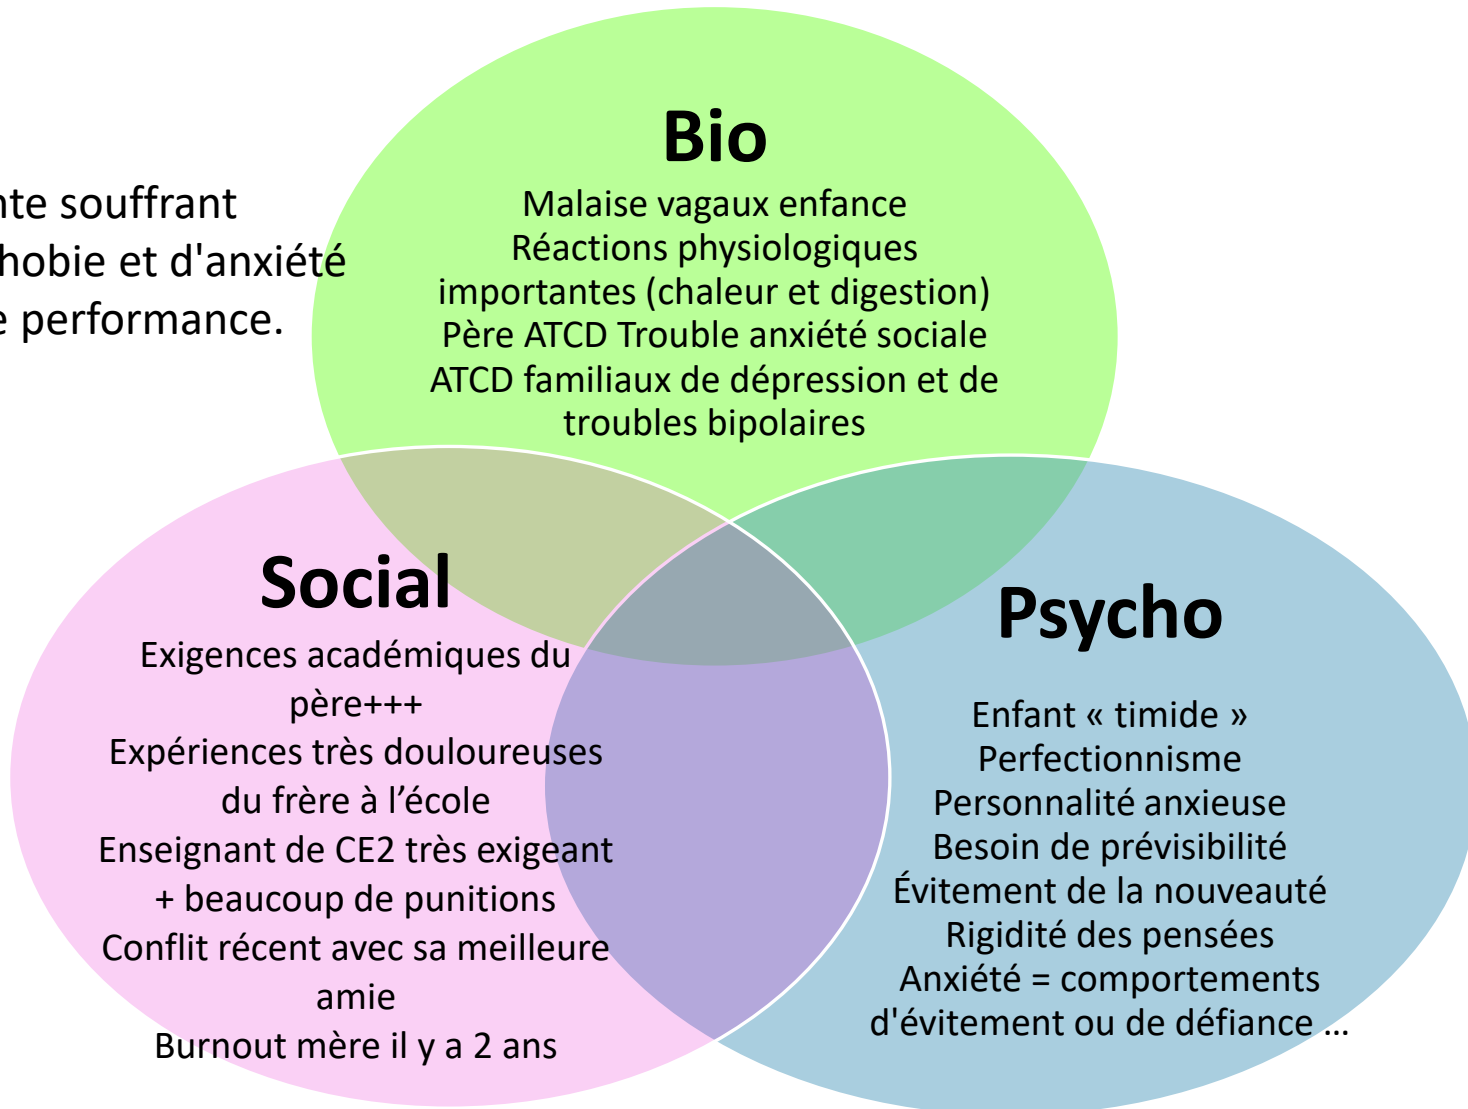 nte souffrant
hobie et d'anxiété
e performance.
Bio
Malaise vagaux enfance
Réactions physiologiques
importantes (chaleur et digestion)
Père ATCD Trouble anxiété sociale
ATCD familiaux de dépression et de
troubles bipolaires
Social
Exigences académiques du
père+++
Expériences très douloureuses
du frère à l’école
Enseignant de CE2 très exigeant
+ beaucoup de punitions
Conflit récent avec sa meilleure
amie
Burnout mère il y a 2 ans
Psycho
Enfant « timide »
Perfectionnisme
Personnalité anxieuse
Besoin de prévisibilité
Évitement de la nouveauté
Rigidité des pensées
Anxiété = comportements
d'évitement ou de défiance ...